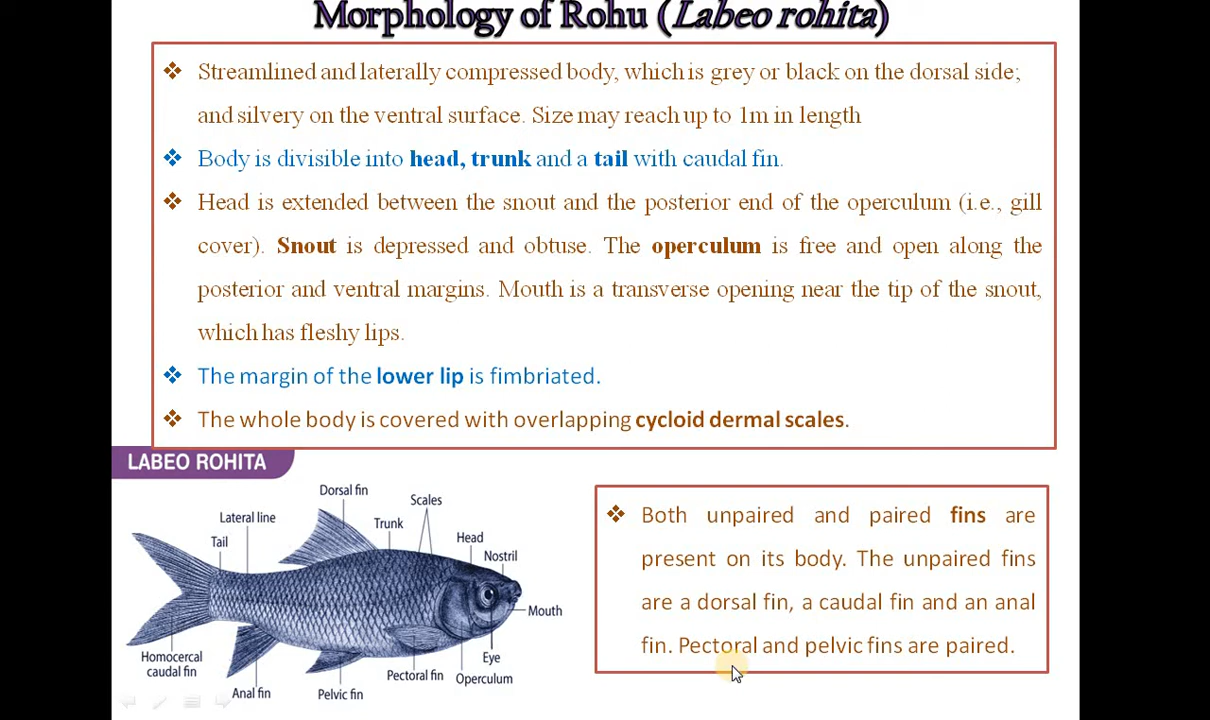 Morphology of Rohu (Labeo rohita)
❖ Streamlined and laterally compressed body, which is grey or black on the dorsal side;
and silvery on the ventral surface. Size may reach up to 1m in length
❖ Body is divisible into head, trunk and a tail with caudal fin.
❖ Head is extended between the snout and the posterior end of the operculum (i.e., gill
cover). Snout is depressed and obtuse. The operculum is free and open along the
posterior and ventral margins. Mouth is a transverse opening near the tip of the snout,
which has fleshy lips.
❖ The margin of the lower lip is fimbriated.
❖ The whole body is covered with overlapping cycloid dermal scales.
LABEO ROHITA
Dorsal fin
Scales
Lateral line
Trunk
Tail
Head
Nostril
Mouth
Homocercal
caudal fin
Eye
Pectoral fin
Operculum
Anal fin
Pelvic fin
❖ Both unpaired and paired fins are
present on its body. The unpaired fins
are a dorsal fin, a caudal fin and an anal
fin. Pectoral and pelvic fins are paired.